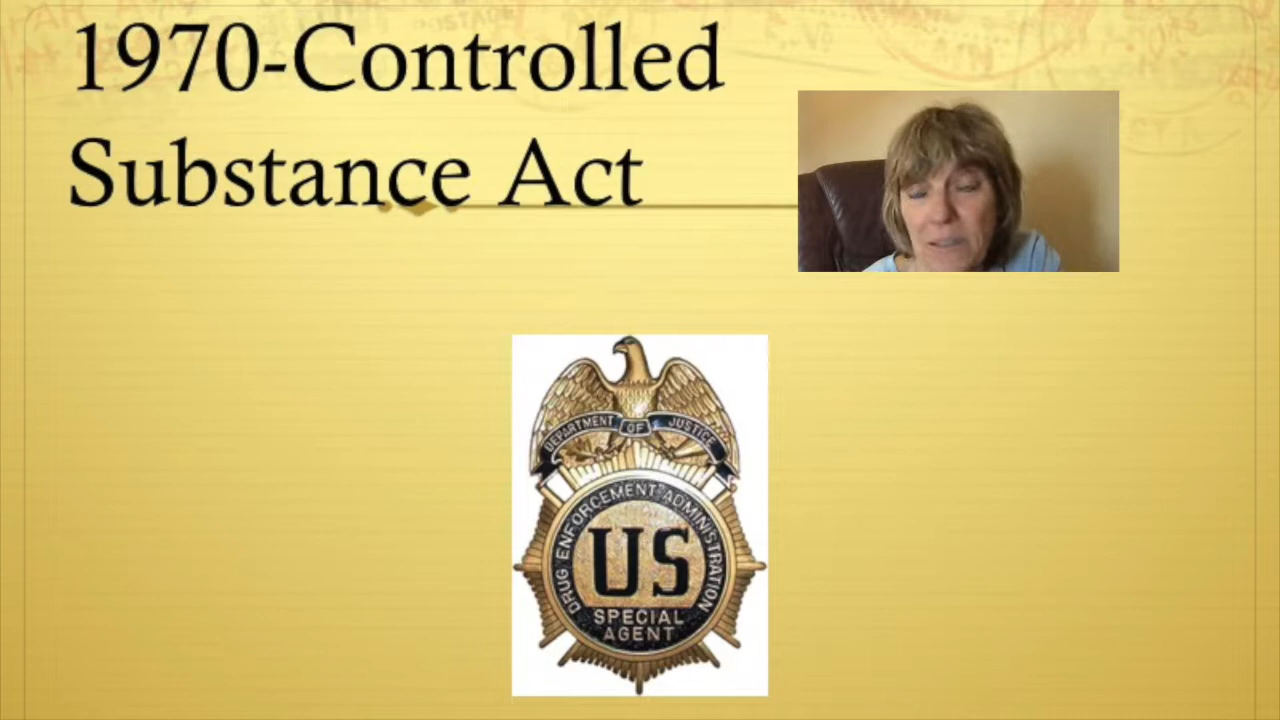 1970-Controlled
Substance Act
DEPARTMENT OF JUSTICE
DRUG ENFORCEMENT ADMINISTRATION
US
SPECIAL
AGENT